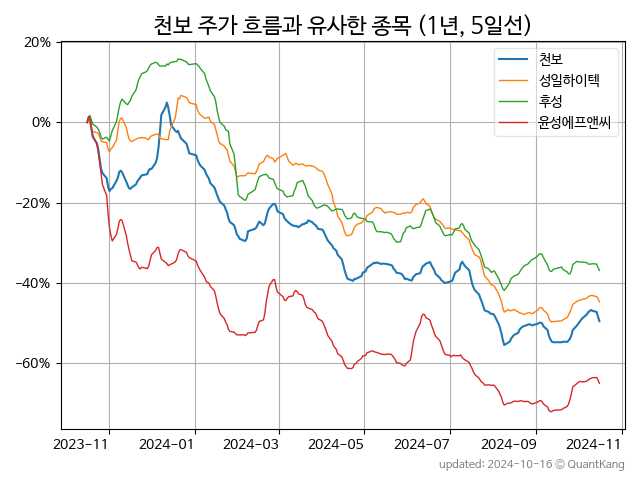 천보 주가 흐름과 유사한 종목 (1년, 5일선)
천보
성일하이텍
후성
윤성에프앤씨
20%
0%
−20%
−40%
−60%
2023-11
2024-01
2024-03
2024-05
2024-07
2024-09
2024-11
updated: 2024-10-16 © QuantKang